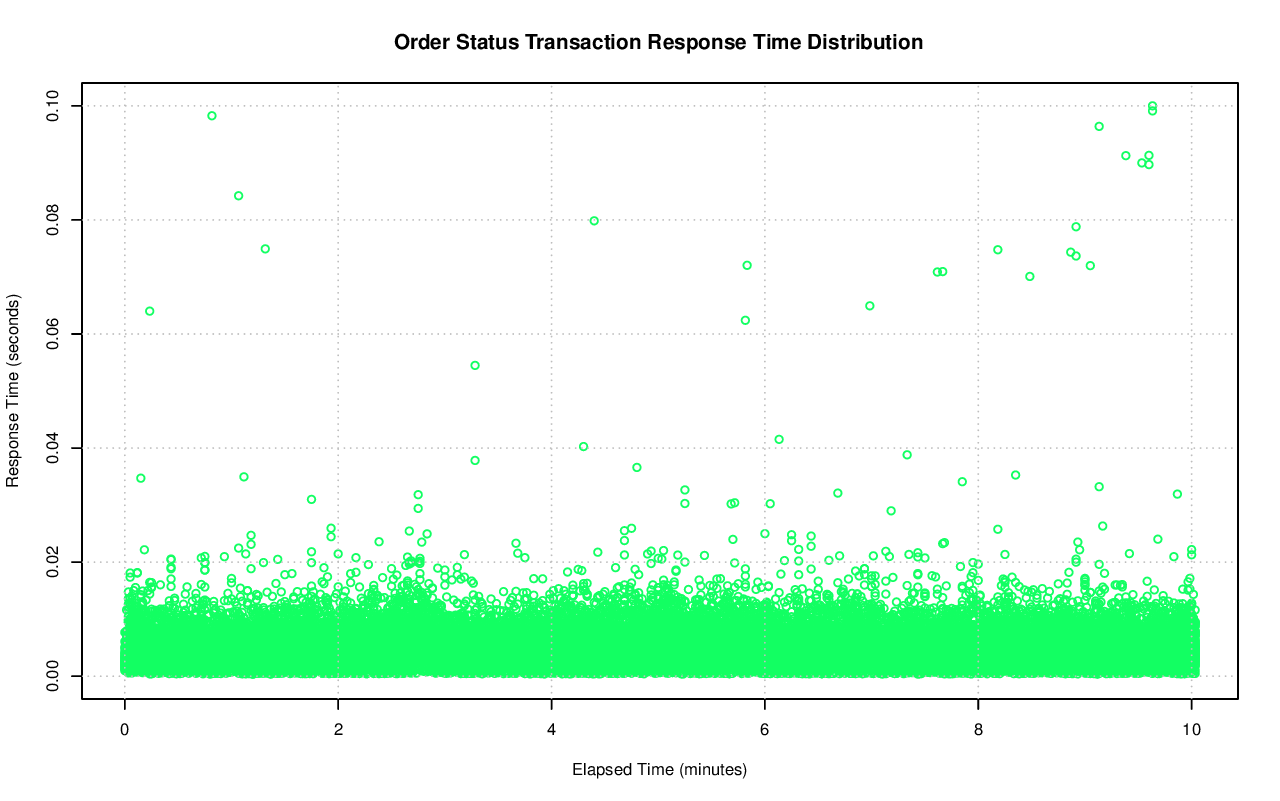 Order Status Transaction Response Time Distribution
Response Time (seconds)
0.10
0.08
0.06
0.04
0.02
0.00
0 2 4 6 8 10
Elapsed Time (minutes)